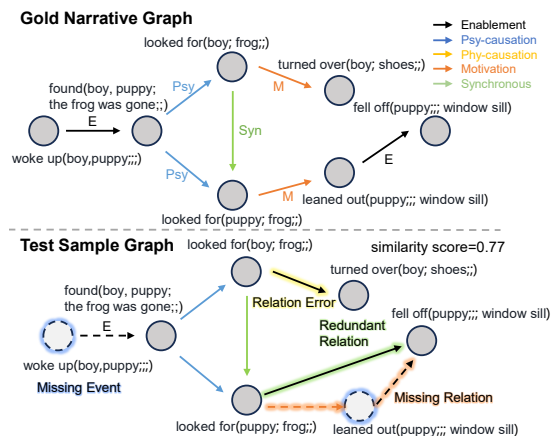 Gold Narrative Graph
Enablement
Psy-causation
Phy-causation
Motivation
Synchronous
looked for(boy; frog;;)
turned over(boy; shoes;;)
found(boy, puppy;
the frog was gone;;)
fell off(puppy;;; window sill)
Psy
M
E
Syn
E
woke up(boy,puppy;;;)
Psy
M
leaned out(puppy;;; window sill)
looked for(puppy; frog;;)
Test Sample Graph
looked for(boy; frog;;)
similarity score=0.77
turned over(boy; shoes;;)
found(boy, puppy;
the frog was gone;;)
Relation Error
fell off(puppy;;; window sill)
E
Redundant
Relation
woke up(boy,puppy;;;)
Missing Event
Missing Relation
looked for(puppy; frog;;)
leaned out(puppy;;; window sill)